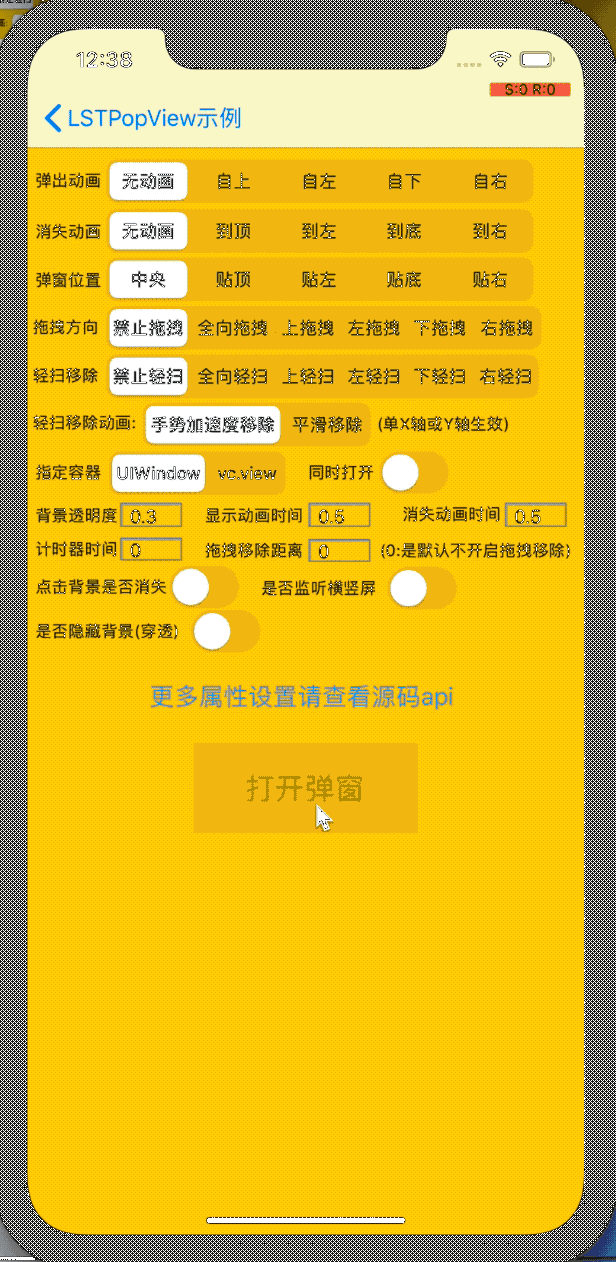 12:38
S:0 R:0
LSTPopView示例
弹出动画 无动画 自上 自左 自下 自右
消失动画 无动画 到顶 到左 到底 到右
弹窗位置 中央 贴顶 贴左 贴底 贴右
拖拽方向 禁止拖拽 全向拖拽 上拖拽 左拖拽 下拖拽 右拖拽
轻扫移除 禁止轻扫 全向轻扫 上轻扫 左轻扫 下轻扫 右轻扫
轻扫移除动画: 手势加速度移除 平滑移除 (单X轴或Y轴生效)
指定容器 UIWindow vc.view 同时打开
背景透明度 0.3 显示动画时间 0.5 消失动画时间 0.5
计时器时间 0 拖拽移除距离 0 (0:是默认不开启拖拽移除)
点击背景是否消失 是否监听横竖屏
是否隐藏背景(穿透)
更多属性设置请查看源码api
打开弹窗